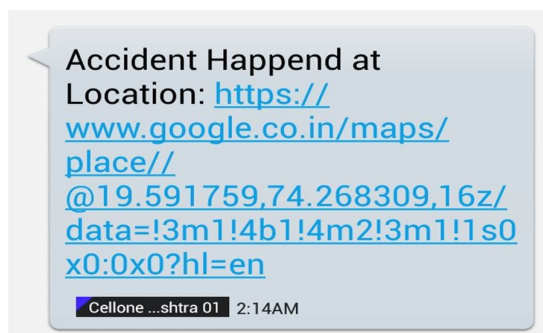 Accident Happend at
Location: https://
www.google.co.in/maps/
place//
@19.591759,74.268309,16z/
data=!3m1!4b1!4m2!3m1!1s0
x0:0x0?hl=en
Cellone ...shtra 01 2:14AM